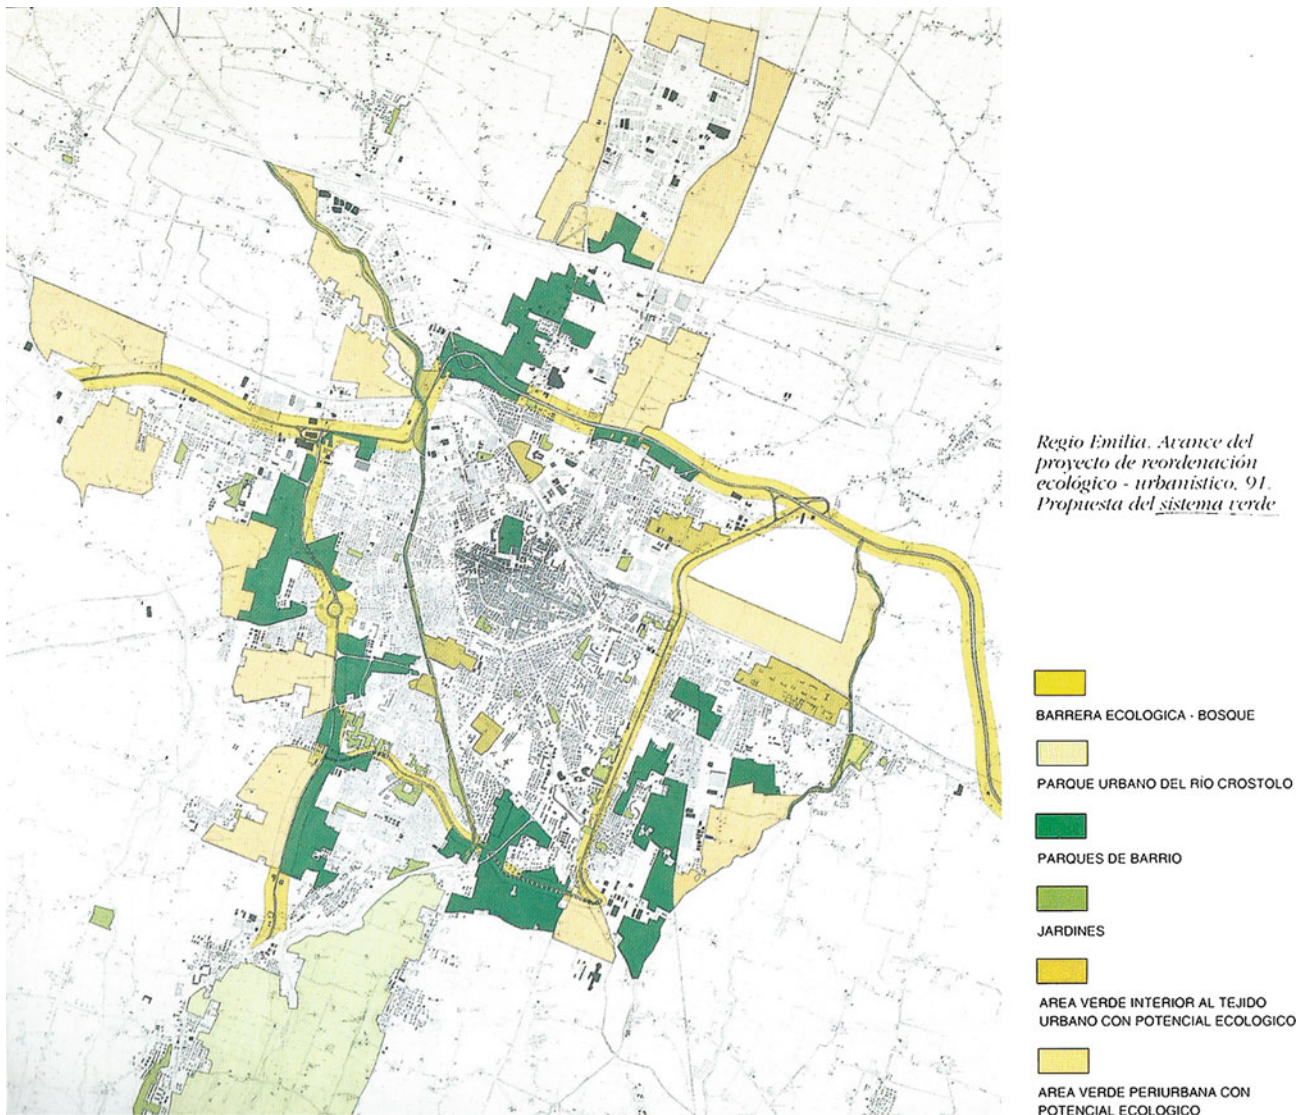 Regio Emilia. Avance del
proyecto de reordenación
ecológico - urbanístico, 91.
Propuesta del sistema verde
BARRERA ECOLOGICA - BOSQUE
PARQUE URBANO DEL RÍO CROSTOLO
PARQUES DE BARRIO
JARDINES
AREA VERDE INTERIOR AL TEJIDO
URBANO CON POTENCIAL ECOLOGICO
AREA VERDE PERIURBANA CON
POTENCIAL ECOLOGICO